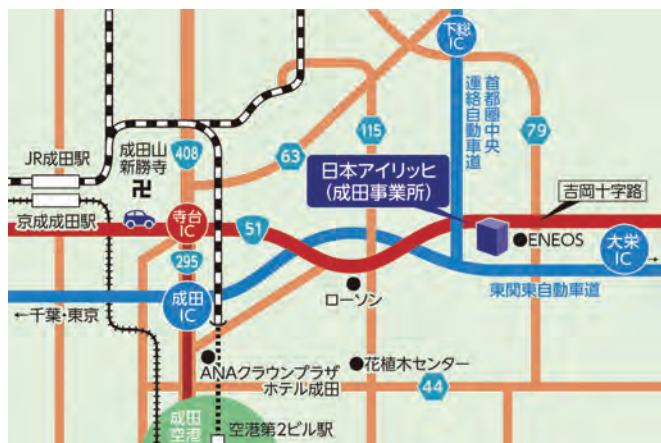 下総
IC
首都圏中央
連絡自動車道
JR成田駅
成田山
新勝寺
408
63
115
79
日本アイリッヒ
(成田事業所)
吉岡十字路
京成成田駅
寺台
IC
51
ENEOS
大栄
IC
→
295
成田
IC
ローソン
東関東自動車道
←千葉・東京
ANAクラウンプラザ
ホテル成田
花植木センター
44
成田
空港
空港第2ビル駅